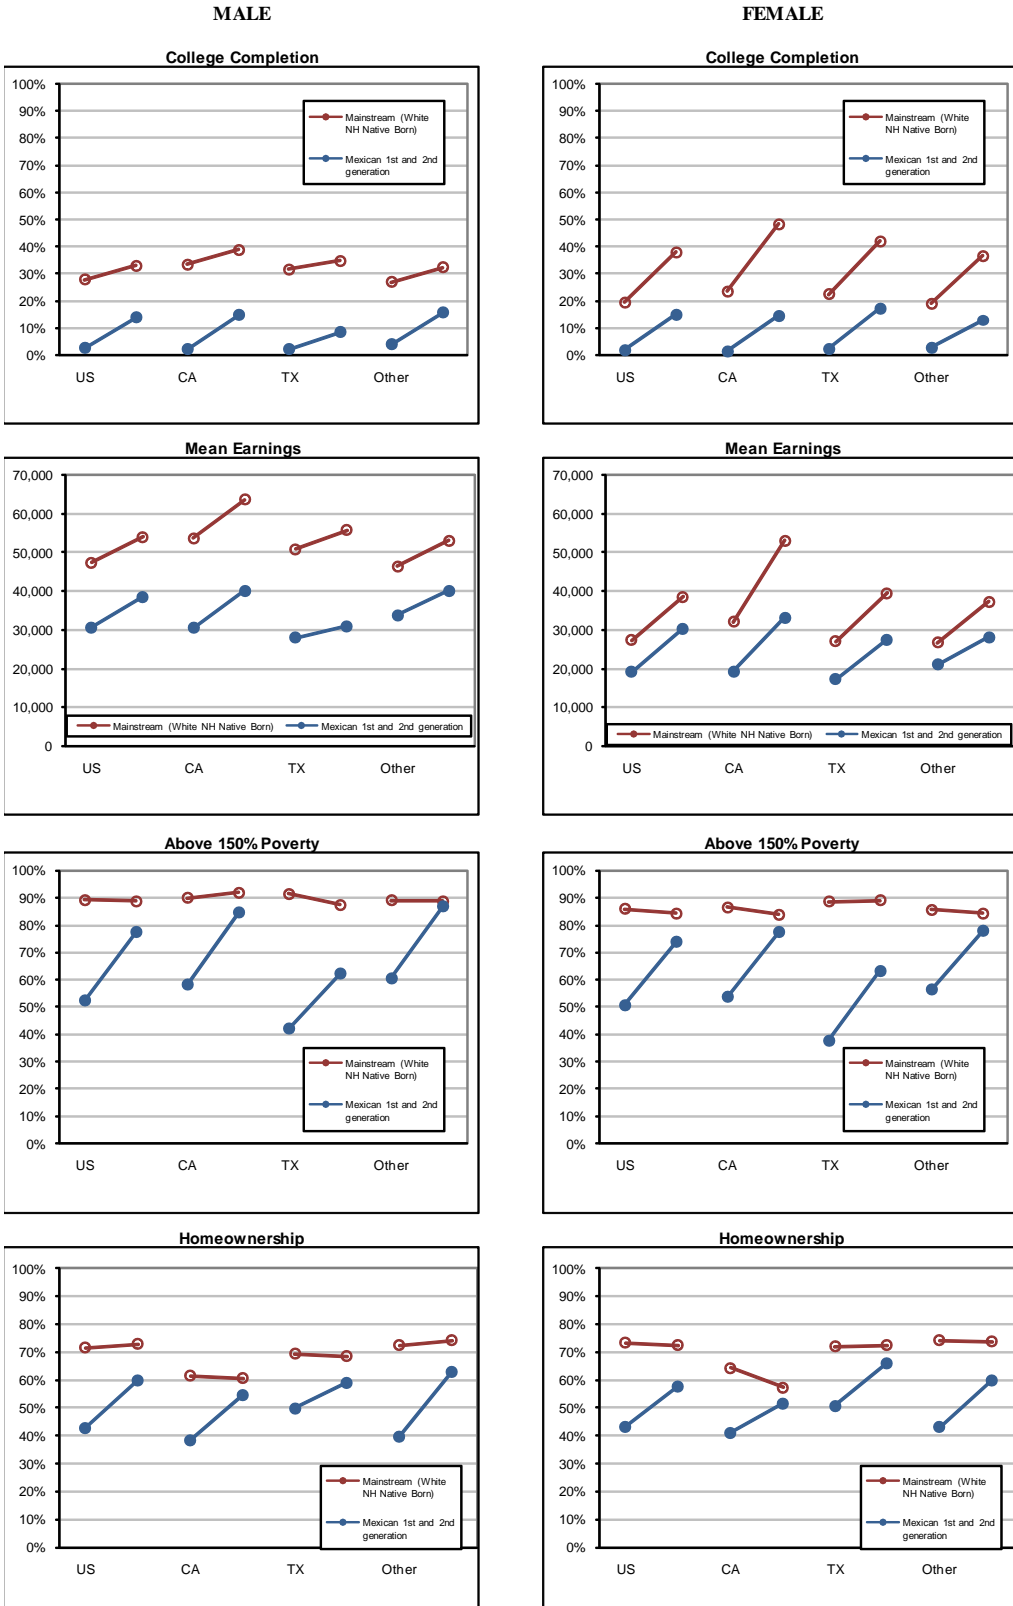 MALE
FEMALE
College Completion
100%
90%
80%
70%
60%
50%
40%
30%
20%
10%
0%
Mainstream (White
NH Native Born)
Mexican 1st and 2nd
generation
US CA TX Other
College Completion
100%
90%
80%
70%
60%
50%
40%
30%
20%
10%
0%
Mainstream (White
NH Native Born)
Mexican 1st and 2nd
generation
US CA TX Other
Mean Earnings
70,000
60,000
50,000
40,000
30,000
20,000
10,000
0
Mainstream (White NH Native Born) Mexican 1st and 2nd generation
US CA TX Other
Mean Earnings
70,000
60,000
50,000
40,000
30,000
20,000
10,000
0
Mainstream (White NH Native Born) Mexican 1st and 2nd generation
US CA TX Other
Above 150% Poverty
100%
90%
80%
70%
60%
50%
40%
30%
20%
10%
0%
Mainstream (White
NH Native Born)
Mexican 1st and 2nd
generation
US CA TX Other
Above 150% Poverty
100%
90%
80%
70%
60%
50%
40%
30%
20%
10%
0%
Mainstream (White
NH Native Born)
Mexican 1st and 2nd
generation
US CA TX Other
Homeownership
100%
90%
80%
70%
60%
50%
40%
30%
20%
10%
0%
Mainstream (White
NH Native Born)
Mexican 1st and 2nd
generation
US CA TX Other
Homeownership
100%
90%
80%
70%
60%
50%
40%
30%
20%
10%
0%
Mainstream (White
NH Native Born)
Mexican 1st and 2nd
generation
US CA TX Other